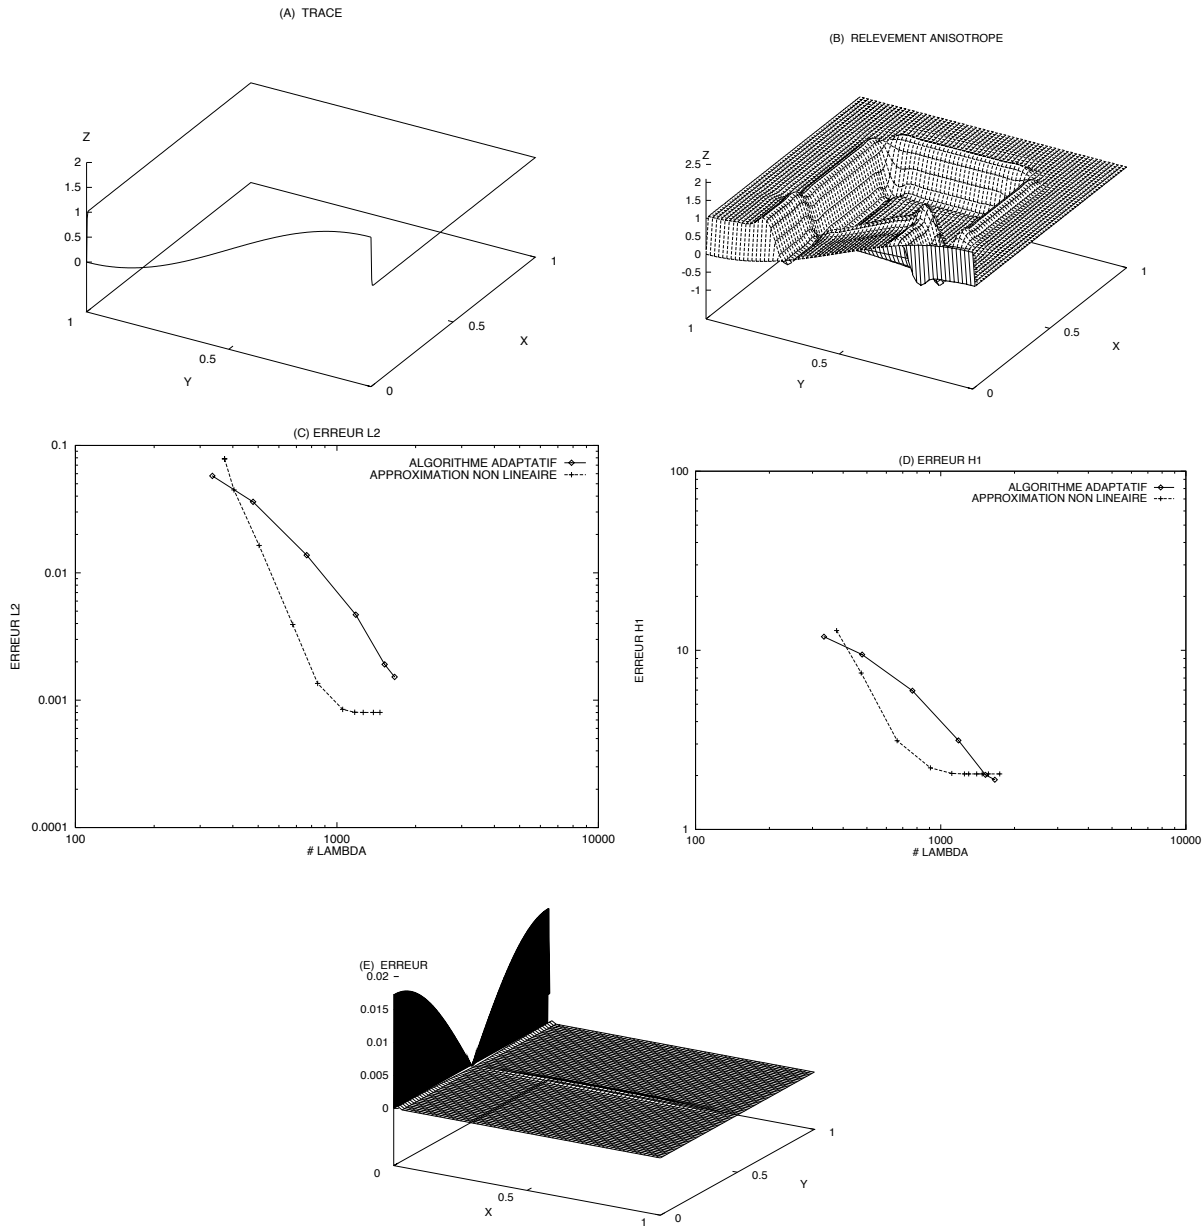 (A) TRACE
Z
2
1.5
1
0.5
0
1
0.5
Y
0
0.5
X
1
(B) RELEVEMENT ANISOTROPE
Z
2.5
2
1.5
1
0.5
0
-0.5
-1
1
0.5
Y
0
0.5
X
1
(C) ERREUR L2
ALGORITHME ADAPTATIF
APPROXIMATION NON LINEAIRE
ERREUR L2
0.1
0.01
0.001
0.0001
100
1000
10000
# LAMBDA
(D) ERREUR H1
ALGORITHME ADAPTATIF
APPROXIMATION NON LINEAIRE
ERREUR H1
100
10
1
100
1000
10000
# LAMBDA
(E) ERREUR
0.02
0.015
0.01
0.005
0
0
0.5
X
1
0
0.5
Y
1